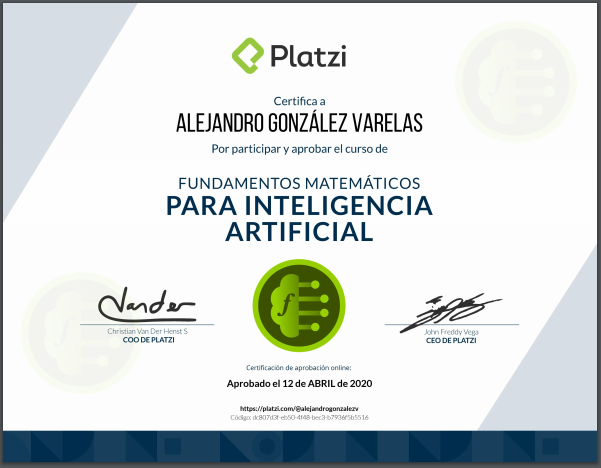 Platzi
Certifica a
ALEJANDRO GONZÁLEZ VARELAS
Por participar y aprobar el curso de
FUNDAMENTOS MATEMÁTICOS
PARA INTELIGENCIA
ARTIFICIAL
Vander
Christian Van Der Henst S
COO DE PLATZI
f
John Freddy Vega
CEO DE PLATZI
Certificación de aprobación online:
Aprobado el 12 de ABRIL de 2020
https://platzi.com/@alejandrogonzalezv
Código: dc807d3f-eb50-4f48-bec3-b7936f5b5516